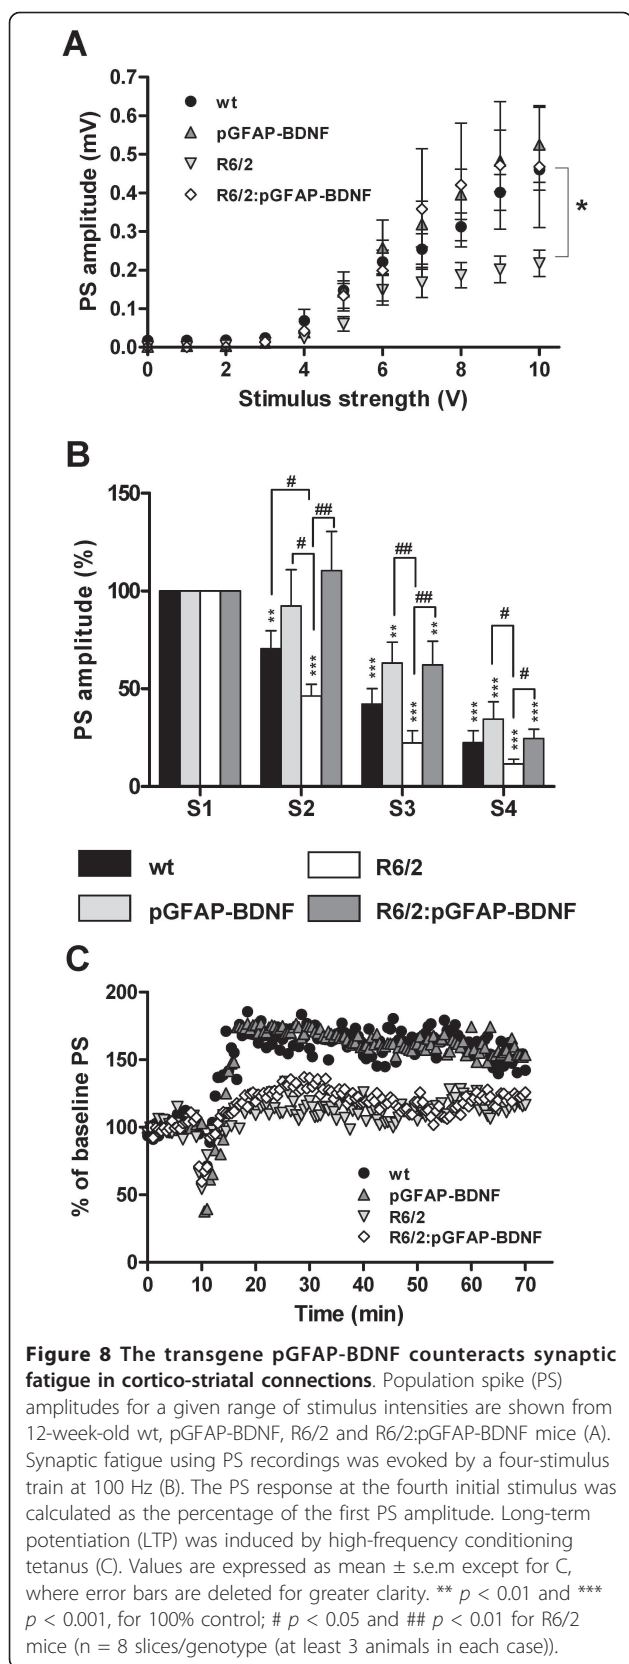 A
0.7
0.6
0.5
0.4
0.3
0.2
0.1
0.0
PS amplitude (mV)
wt
pGFAP-BDNF
R6/2
R6/2:pGFAP-BDNF
*
0 2 4 6 8 10
Stimulus strength (V)
B
150
100
50
0
PS amplitude (%)
# ##
#
** ***
##
##
*** ** *** **
#
#
*** *** *** ***
S1 S2 S3 S4
wt R6/2
pGFAP-BDNF R6/2:pGFAP-BDNF
C
200
150
100
50
0
% of baseline PS
wt
pGFAP-BDNF
R6/2
R6/2:pGFAP-BDNF
0 10 20 30 40 50 60 70
Time (min)
Figure 8 The transgene pGFAP-BDNF counteracts synaptic
fatigue in cortico-striatal connections. Population spike (PS)
amplitudes for a given range of stimulus intensities are shown from
12-week-old wt, pGFAP-BDNF, R6/2 and R6/2:pGFAP-BDNF mice (A).
Synaptic fatigue using PS recordings was evoked by a four-stimulus
train at 100 Hz (B). The PS response at the fourth initial stimulus was
calculated as the percentage of the first PS amplitude. Long-term
potentiation (LTP) was induced by high-frequency conditioning
tetanus (C). Values are expressed as mean ± s.e.m except for C,
where error bars are deleted for greater clarity. ** p < 0.01 and ***
p < 0.001, for 100% control; # p < 0.05 and ## p < 0.01 for R6/2
mice (n = 8 slices/genotype (at least 3 animals in each case)).